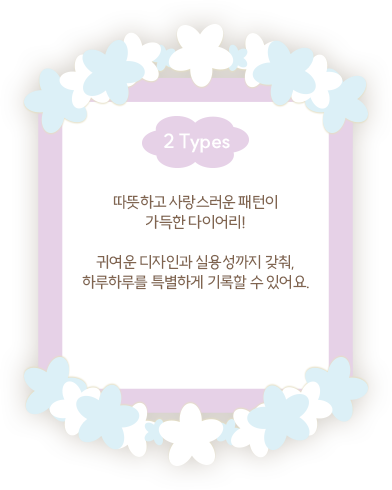 2 Types
따뜻하고 사랑스러운 패턴이
가득한 다이어리!
귀여운 디자인과 실용성까지 갖춰,
하루하루를 특별하게 기록할 수 있어요.